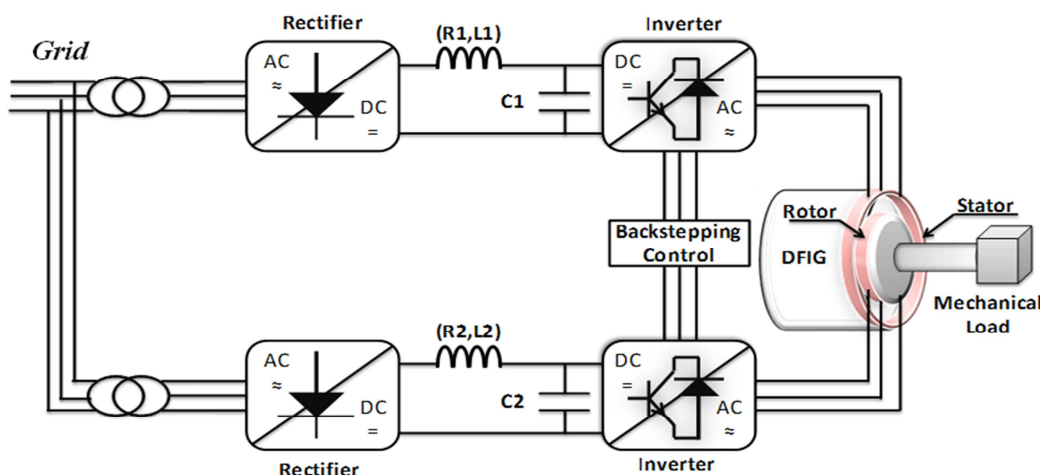 Grid
Rectifier
AC
≈
DC
=
(R1,L1)
C1
Inverter
DC
=
AC
≈
Rotor
Stator
Backstepping
Control
DFIG
Mechanical
Load
AC
≈
DC
=
Rectifier
(R2,L2)
C2
DC
=
AC
≈
Inverter